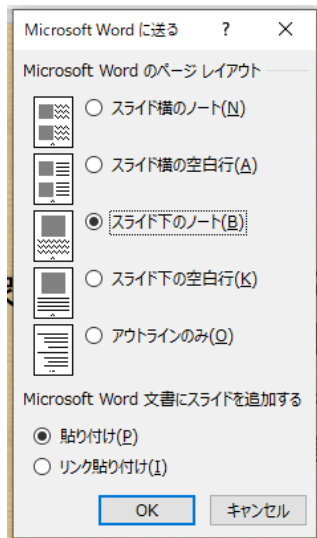 Microsoft Word に送る ? ×
Microsoft Word のページ レイアウト
スライド横のノート(N)
スライド横の空白行(A)
スライド下のノート(B)
スライド下の空白行(K)
アウトラインのみ(O)
Microsoft Word 文書にスライドを追加する
貼り付け(P)
リンク貼り付け(I)
OK キャンセル